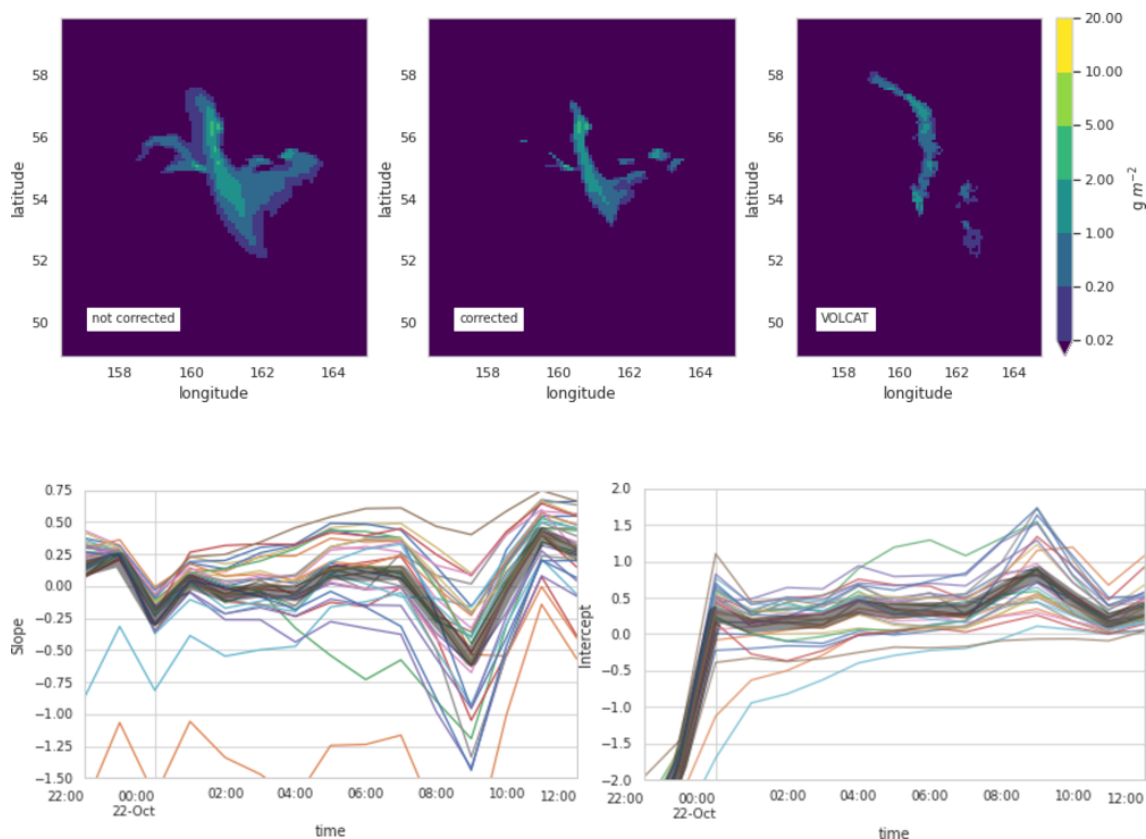 58
56
54
52
50
latitude
not corrected
158 160 162 164
longitude
58
56
54
52
50
latitude
corrected
158 160 162 164
longitude
58
56
54
52
50
latitude
VOLCAT
158 160 162 164
longitude
20.00
10.00
5.00
2.00
1.00
0.20
0.02
g m⁻²
0.75
0.50
0.25
0.00
−0.25
−0.50
−0.75
−1.00
−1.25
−1.50
Slope
22:00 00:00 02:00 04:00 06:00 08:00 10:00 12:00
22-Oct
time
2.0
1.5
1.0
0.5
0.0
−0.5
−1.0
−1.5
−2.0
Intercept
22:00 00:00 02:00 04:00 06:00 08:00 10:00 12:00
22-Oct
time